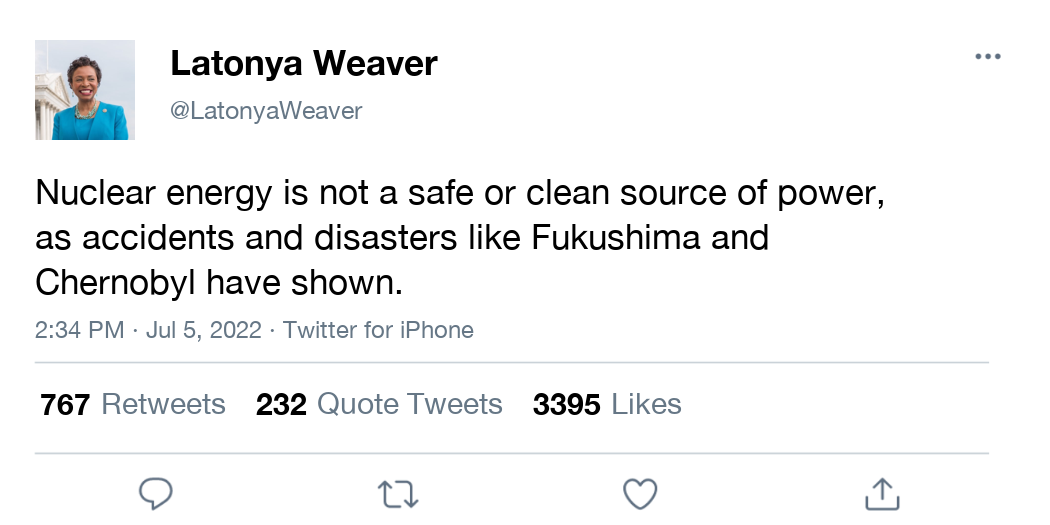 Latonya Weaver
@LatonyaWeaver
Nuclear energy is not a safe or clean source of power,
as accidents and disasters like Fukushima and
Chernobyl have shown.
2:34 PM · Jul 5, 2022 · Twitter for iPhone
767 Retweets 232 Quote Tweets 3395 Likes